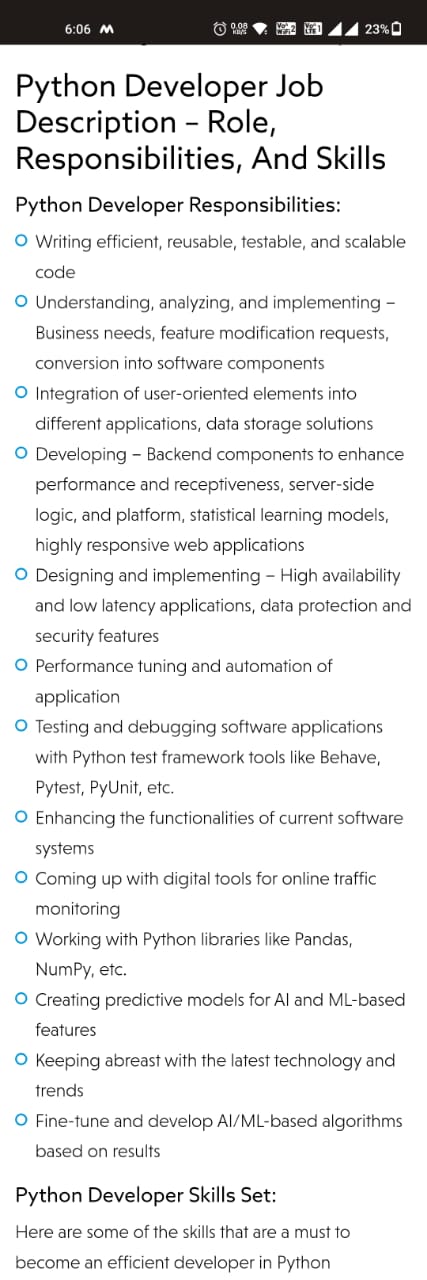 6:06
0.08
KB/S
23%
Python Developer Job
Description – Role,
Responsibilities, And Skills
Python Developer Responsibilities:
Writing efficient, reusable, testable, and scalable
code
Understanding, analyzing, and implementing –
Business needs, feature modification requests,
conversion into software components
Integration of user-oriented elements into
different applications, data storage solutions
Developing – Backend components to enhance
performance and receptiveness, server-side
logic, and platform, statistical learning models,
highly responsive web applications
Designing and implementing – High availability
and low latency applications, data protection and
security features
Performance tuning and automation of
application
Testing and debugging software applications
with Python test framework tools like Behave,
Pytest, PyUnit, etc.
Enhancing the functionalities of current software
systems
Coming up with digital tools for online traffic
monitoring
Working with Python libraries like Pandas,
NumPy, etc.
Creating predictive models for AI and ML-based
features
Keeping abreast with the latest technology and
trends
Fine-tune and develop AI/ML-based algorithms
based on results
Python Developer Skills Set:
Here are some of the skills that are a must to
become an efficient developer in Python